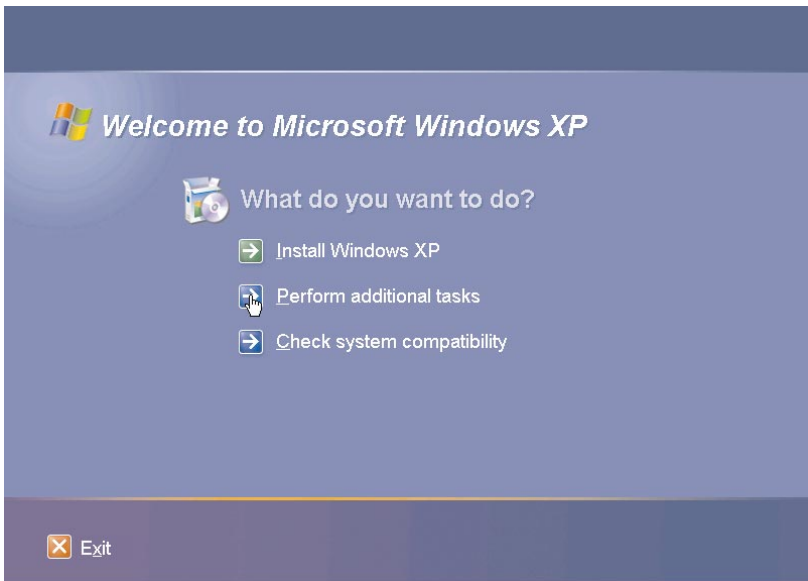 Welcome to Microsoft Windows XP
What do you want to do?
Install Windows XP
Perform additional tasks
Check system compatibility
Exit